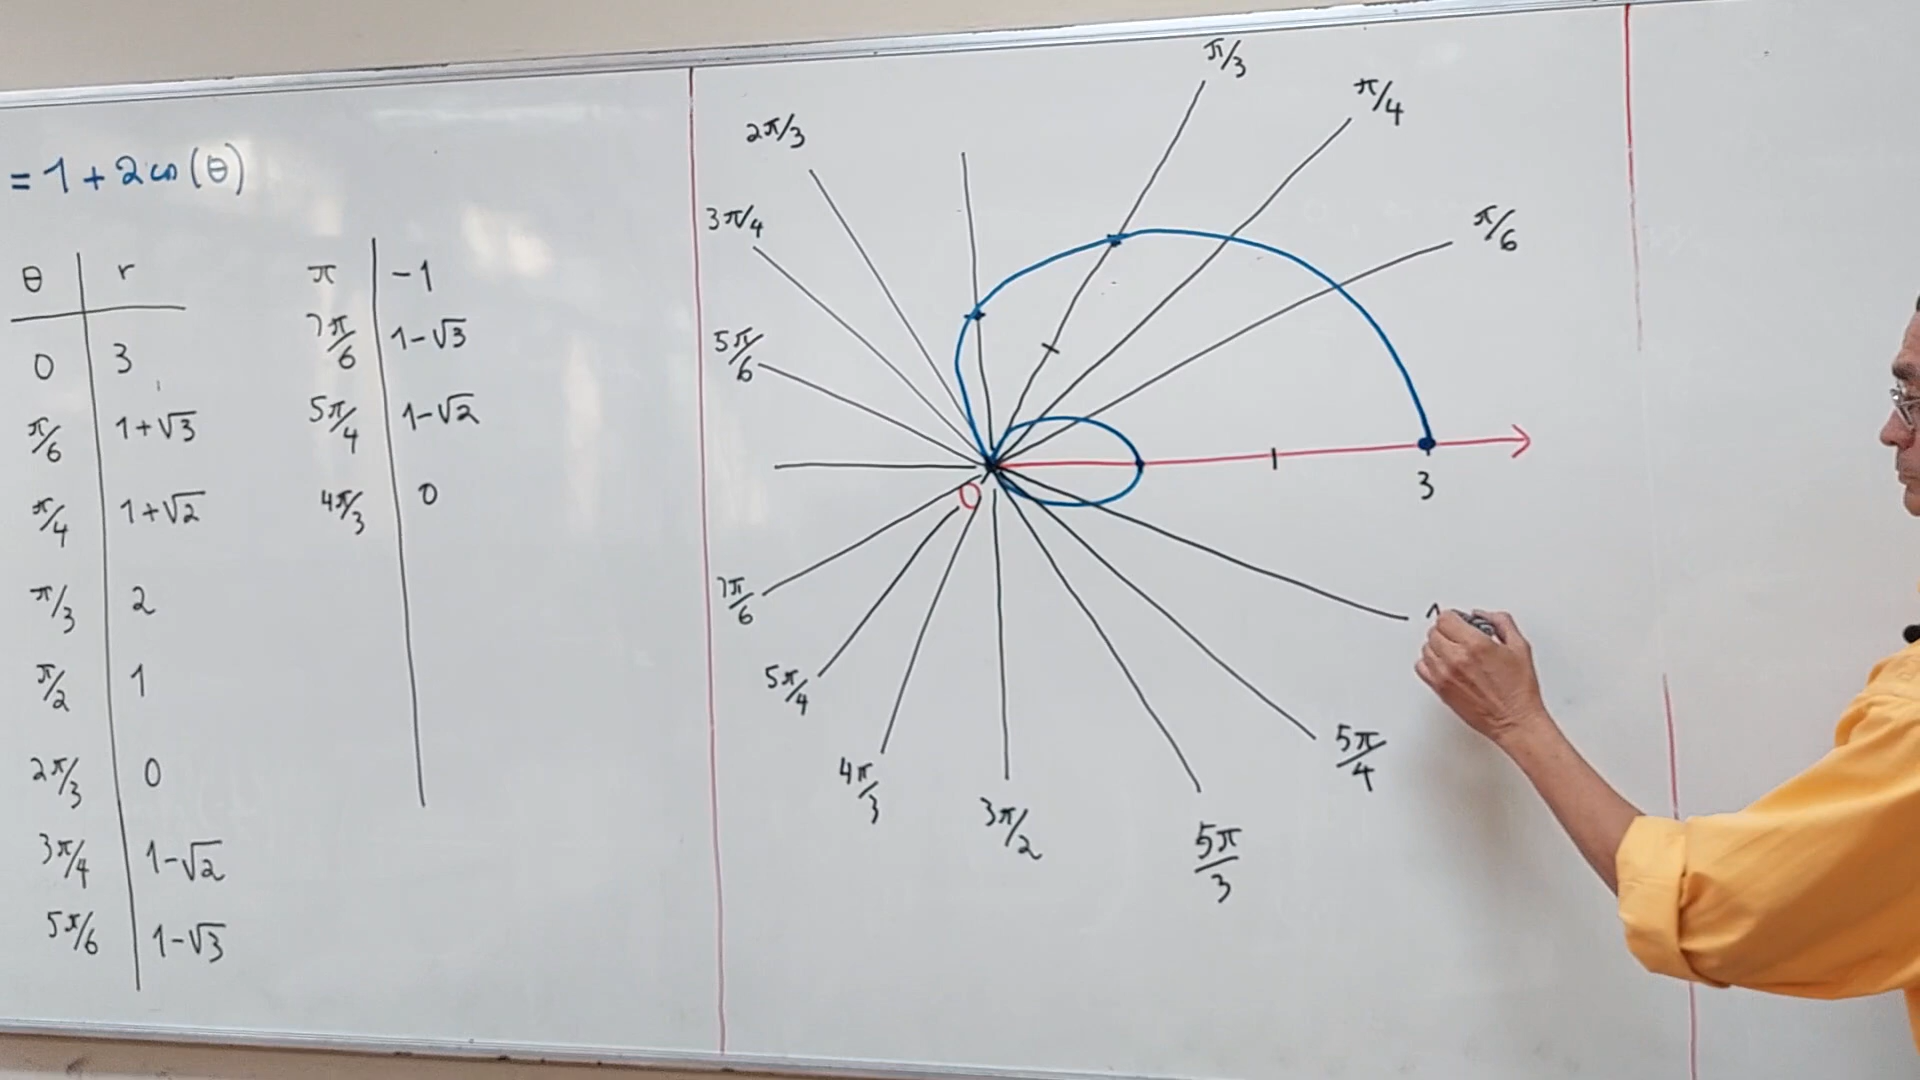 = 1 + 2cos(θ)
θ r
0 3
π/6 1+√3
π/4 1+√2
π/3 2
π/2 1
2π/3 0
3π/4 1-√2
5π/6 1-√3
π -1
7π/6 1-√3
5π/4 1-√2
4π/3 0
π/3
π/4
π/6
2π/3
3π/4
5π/6
O
3
7π/6
5π/4
4π/3
3π/2
5π/3
5π/4